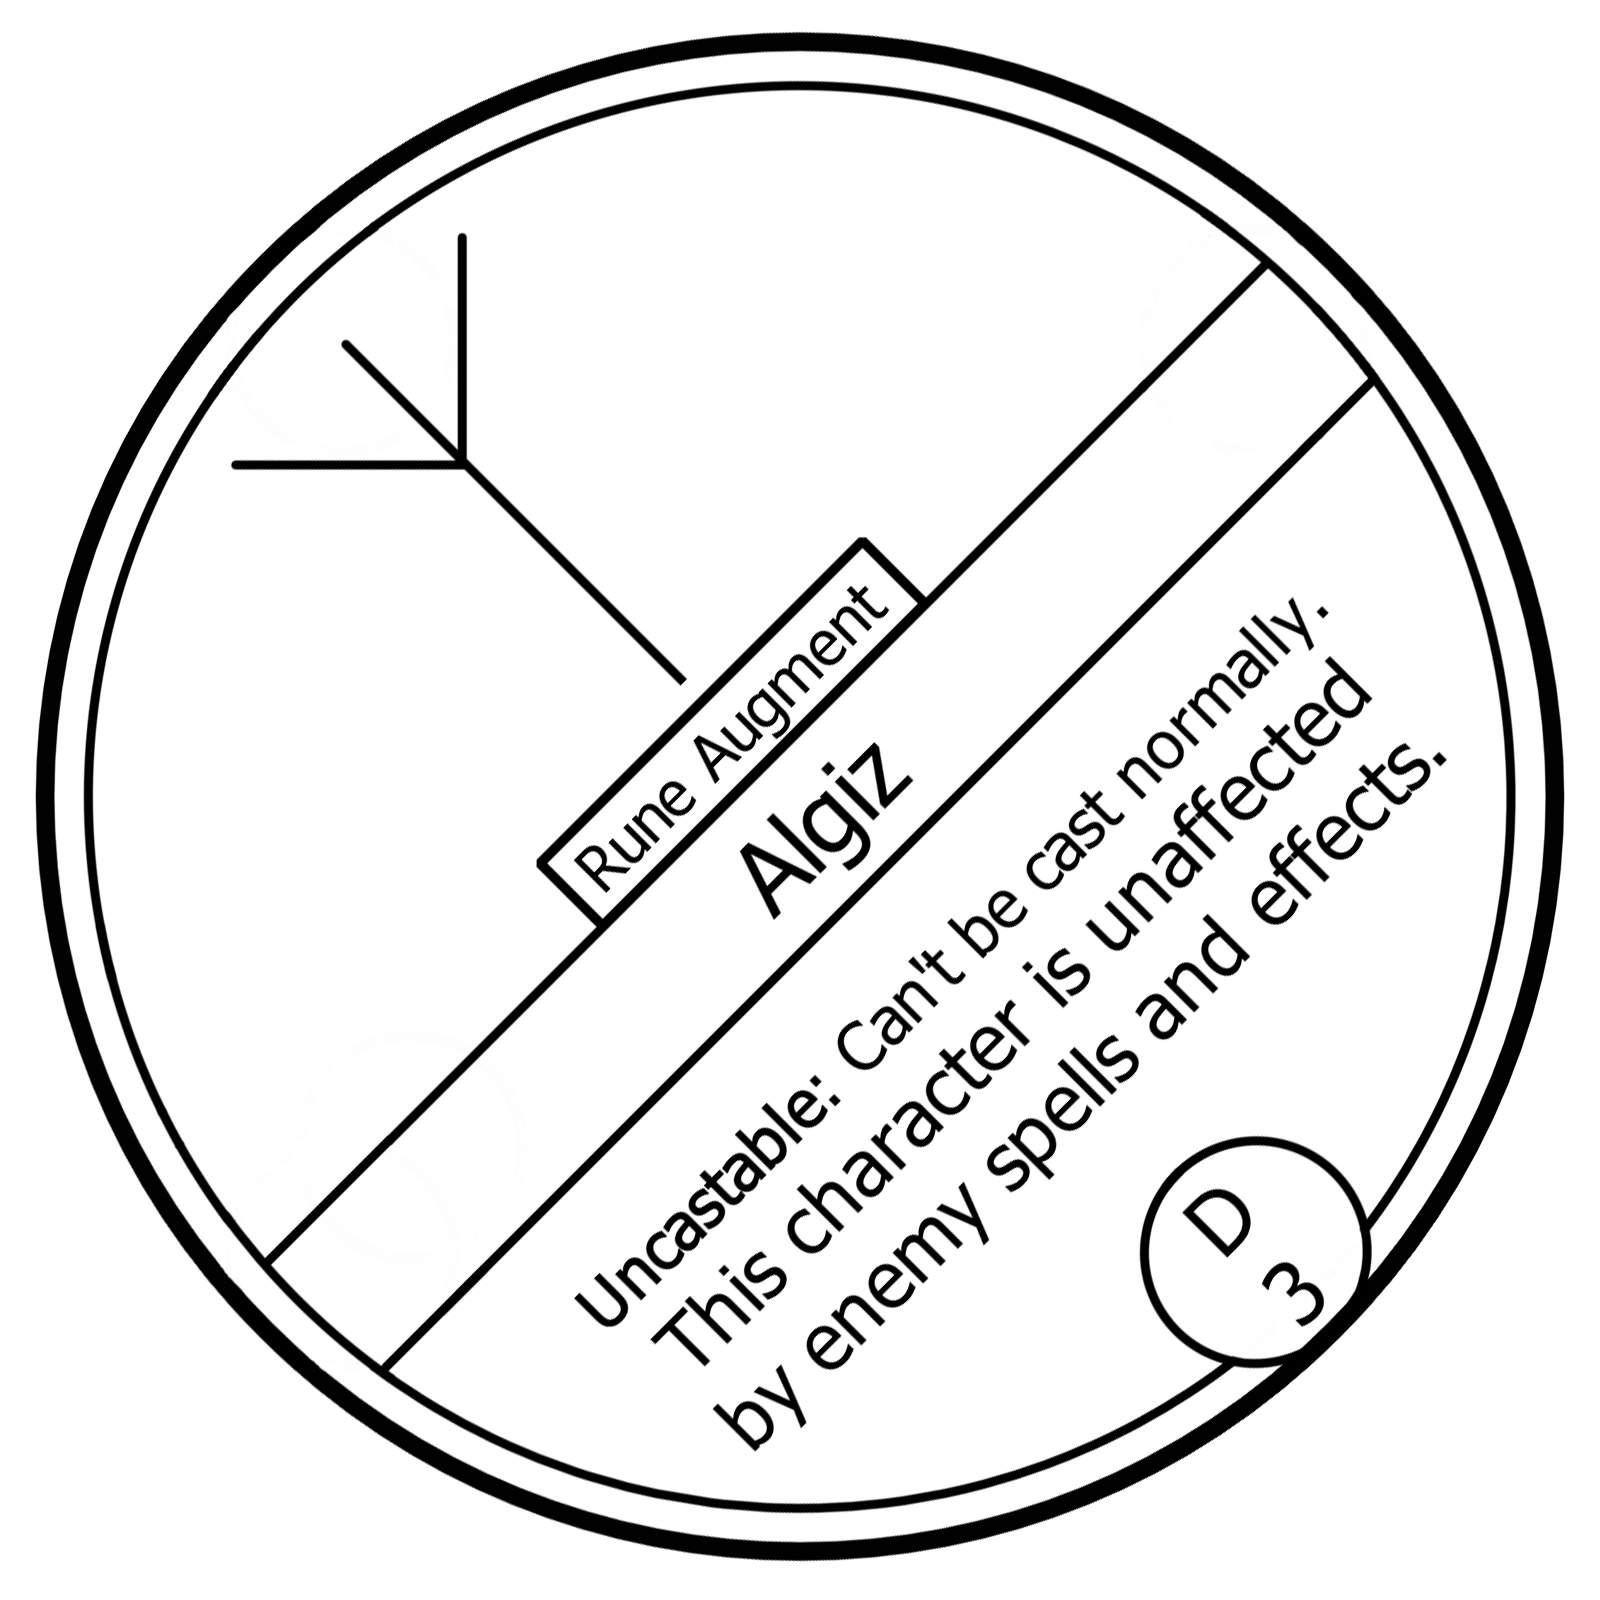 Rune Augment
Algiz
Uncastable: Can't be cast normally.
This character is unaffected
by enemy spells and effects.
D
3